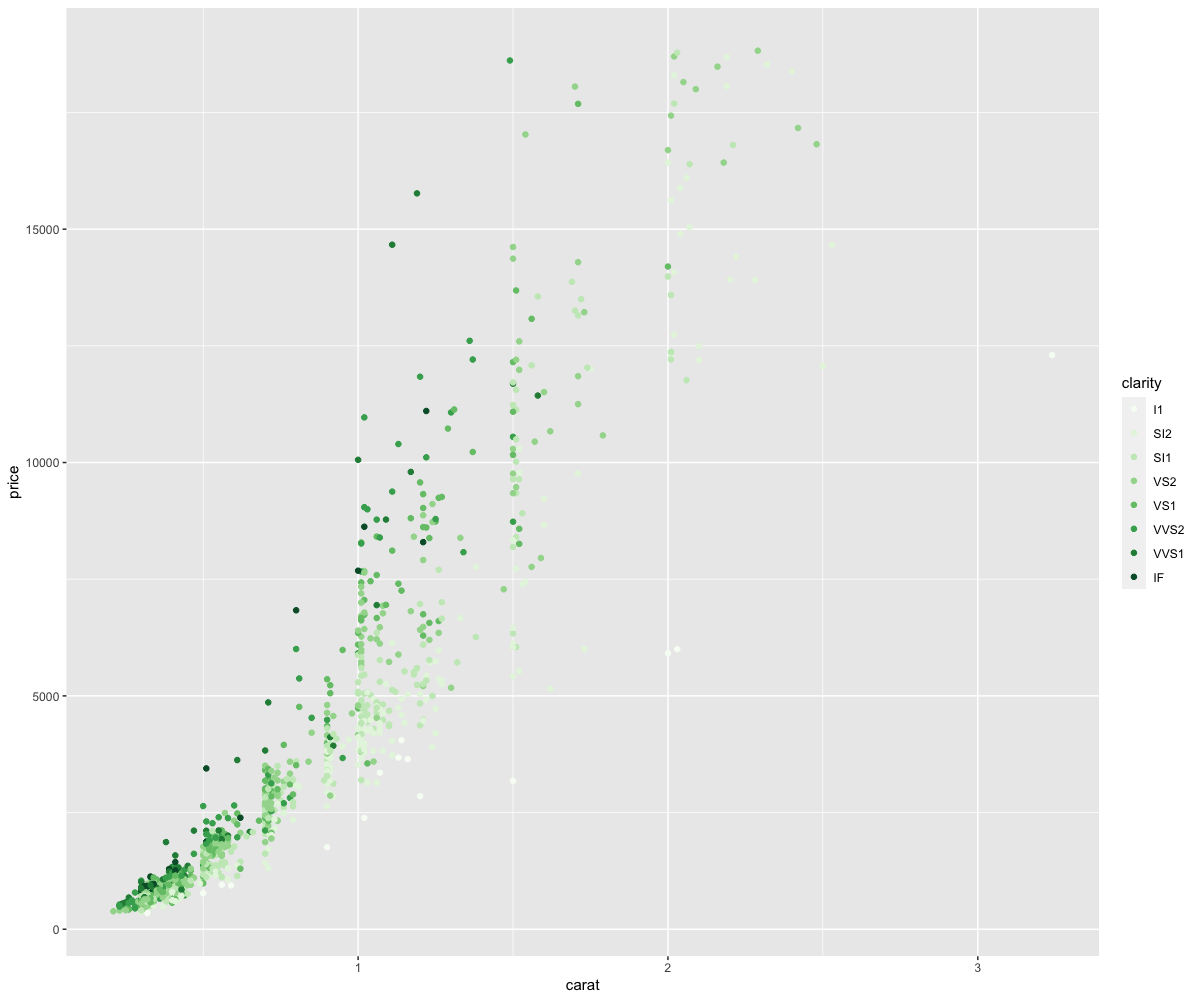 15000
10000
5000
0
price
1
2
3
carat
clarity
I1
SI2
SI1
VS2
VS1
VVS2
VVS1
IF